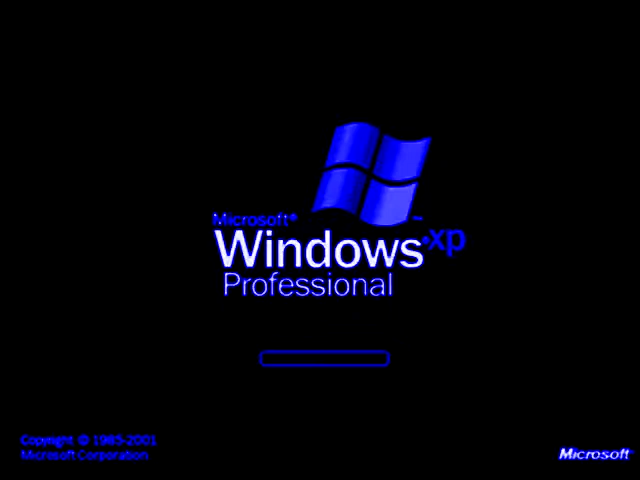 Microsoft®
Windows xp
Professional
Copyright © 1985-2001
Microsoft Corporation
Microsoft